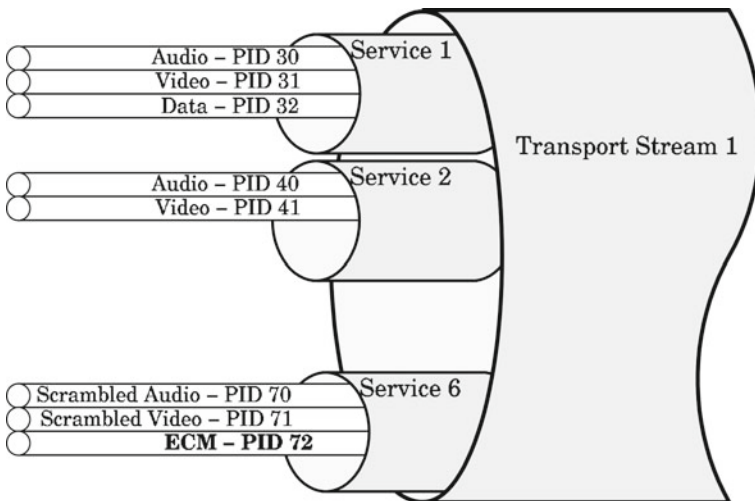 Audio – PID 30
Video – PID 31
Data – PID 32
Service 1
Audio – PID 40
Video – PID 41
Service 2
Scrambled Audio – PID 70
Scrambled Video – PID 71
ECM – PID 72
Service 6
Transport Stream 1